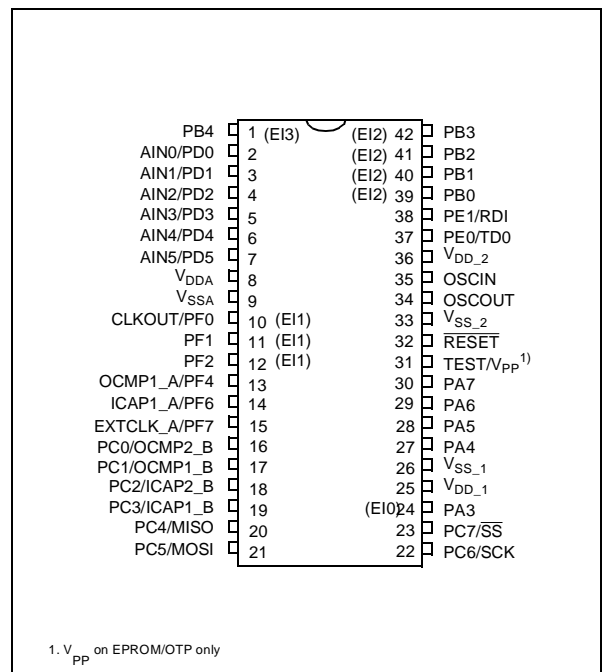 PB4 1 (EI3) (EI2) 42 PB3
AIN0/PD0 2 (EI2) 41 PB2
AIN1/PD1 3 (EI2) 40 PB1
AIN2/PD2 4 (EI2) 39 PB0
AIN3/PD3 5 38 PE1/RDI
AIN4/PD4 6 37 PE0/TD0
AIN5/PD5 7 36 VDD_2
VDDA 8 35 OSCIN
VSSA 9 34 OSCOUT
CLKOUT/PF0 10 (EI1) 33 VSS_2
PF1 11 (EI1) 32 RESET
PF2 12 (EI1) 31 TEST/VPP1)
OCMP1_A/PF4 13 30 PA7
ICAP1_A/PF6 14 29 PA6
EXTCLK_A/PF7 15 28 PA5
PC0/OCMP2_B 16 27 PA4
PC1/OCMP1_B 17 26 VSS_1
PC2/ICAP2_B 18 25 VDD_1
PC3/ICAP1_B 19 (EI0)24 PA3
PC4/MISO 20 23 PC7/SS
PC5/MOSI 21 22 PC6/SCK
1. VPP on EPROM/OTP only